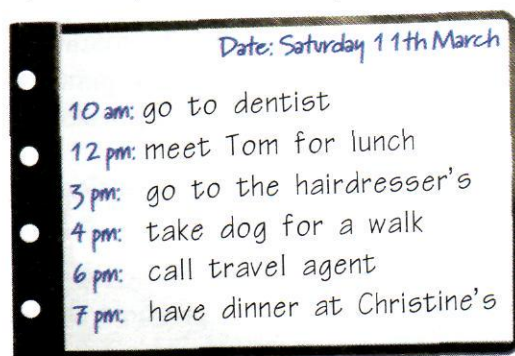 Date: Saturday 11th March
10 am: go to dentist
12 pm: meet Tom for lunch
3 pm: go to the hairdresser's
4 pm: take dog for a walk
6 pm: call travel agent
7 pm: have dinner at Christine's